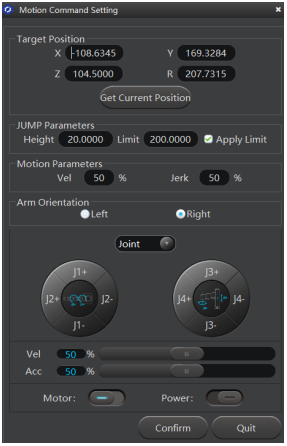 Motion Command Setting
Target Position
X -108.6345 Y 169.3284
Z 104.5000 R 207.7315
Get Current Position
JUMP Parameters
Height 20.0000 Limit 200.0000 Apply Limit
Motion Parameters
Vel 50 % Jerk 50 %
Arm Orientation
Left Right
Joint
J1+ J3+
J2+ J2- J4+ J4-
J1- J3-
Vel 50 %
Acc 50 %
Motor: Power:
Confirm Quit